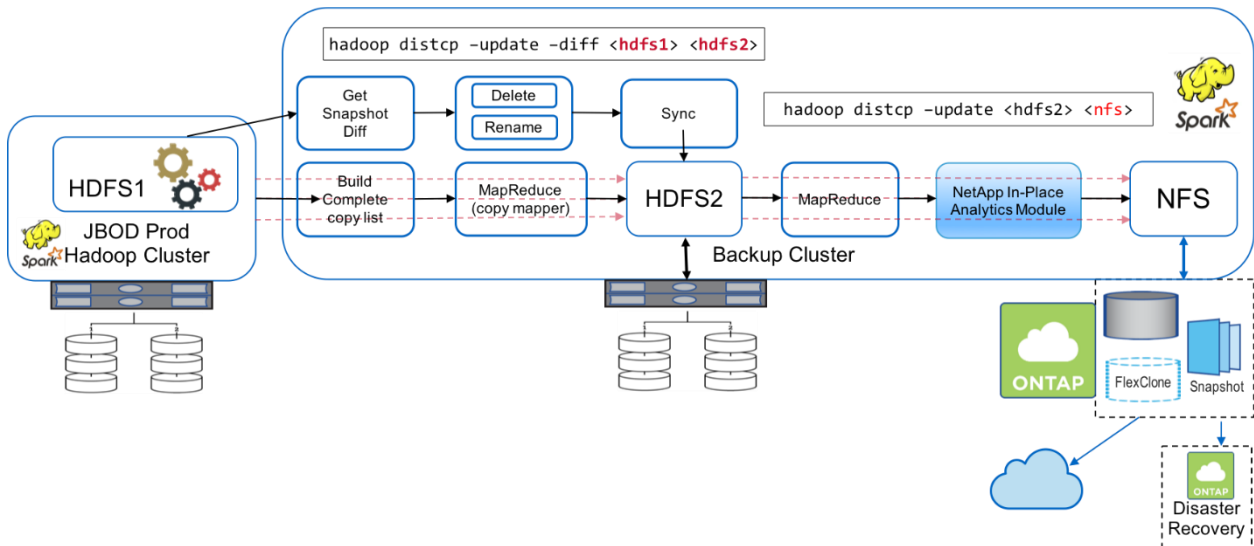 hadoop distcp –update –diff <hdfs1> <hdfs2>
Get
Snapshot
Diff
Delete
Rename
Sync
hadoop distcp –update <hdfs2> <nfs>
Spark
HDFS1
Build
Complete
copy list
MapReduce
(copy mapper)
HDFS2
MapReduce
NetApp In-Place
Analytics Module
NFS
Spark
JBOD Prod
Hadoop Cluster
Backup Cluster
ONTAP
FlexClone
Snapshot
ONTAP
Disaster
Recovery